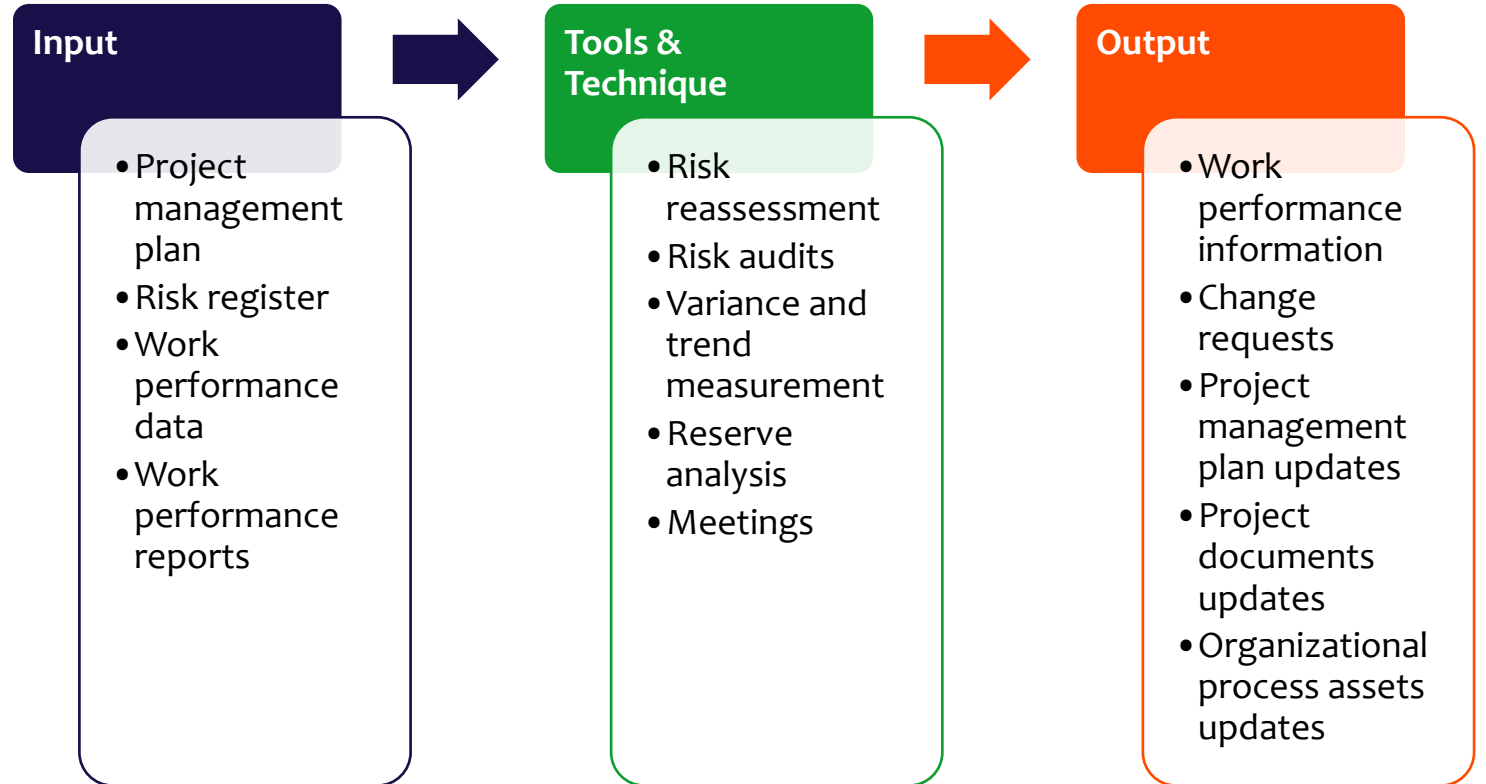 Input
•Project
management
plan
•Risk register
•Work
performance
data
•Work
performance
reports
Tools &
Technique
•Risk
reassessment
•Risk audits
•Variance and
trend
measurement
•Reserve
analysis
•Meetings
Output
•Work
performance
information
•Change
requests
•Project
management
plan updates
•Project
documents
updates
•Organizational
process assets
updates